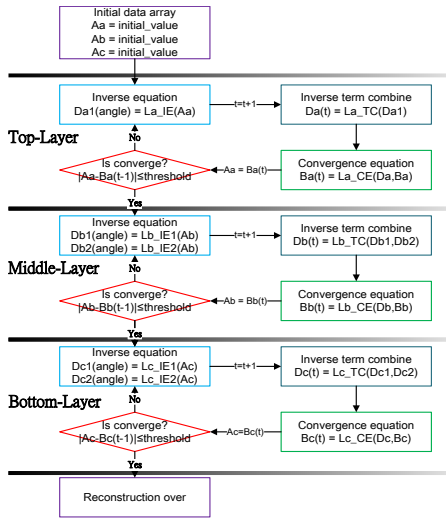 Initial data array
Aa = initial_value
Ab = initial_value
Ac = initial_value
Top-Layer
Inverse equation
Da1(angle) = La_IE(Aa)
t=t+1
Inverse term combine
Da(t) = La_TC(Da1)
No
Is converge?
|Aa-Ba(t-1)|≤threshold
Aa = Ba(t)
Convergence equation
Ba(t) = La_CE(Da,Ba)
Yes
Middle-Layer
Inverse equation
Db1(angle) = Lb_IE1(Ab)
Db2(angle) = Lb_IE2(Ab)
t=t+1
Inverse term combine
Db(t) = Lb_TC(Db1,Db2)
No
Is converge?
|Ab-Bb(t-1)|≤threshold
Ab = Bb(t)
Convergence equation
Bb(t) = Lb_CE(Db,Bb)
Yes
Bottom-Layer
Inverse equation
Dc1(angle) = Lc_IE1(Ac)
Dc2(angle) = Lc_IE2(Ac)
t=t+1
Inverse term combine
Dc(t) = Lc_TC(Dc1,Dc2)
No
Is converge?
|Ac-Bc(t-1)|≤threshold
Ac=Bc(t)
Convergence equation
Bc(t) = Lc_CE(Dc,Bc)
Yes
Reconstruction over